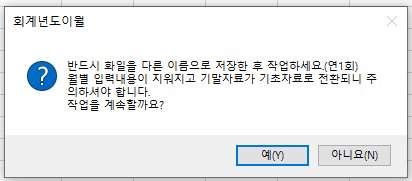 회계년도이월
반드시 화일을 다른 이름으로 저장한 후 작업하세요.(연1회)
월별 입력내용이 지워지고 기말자료가 기초자료로 전환되니 주
의하셔야 합니다.
작업을 계속할까요?
예(Y) 아니요(N)